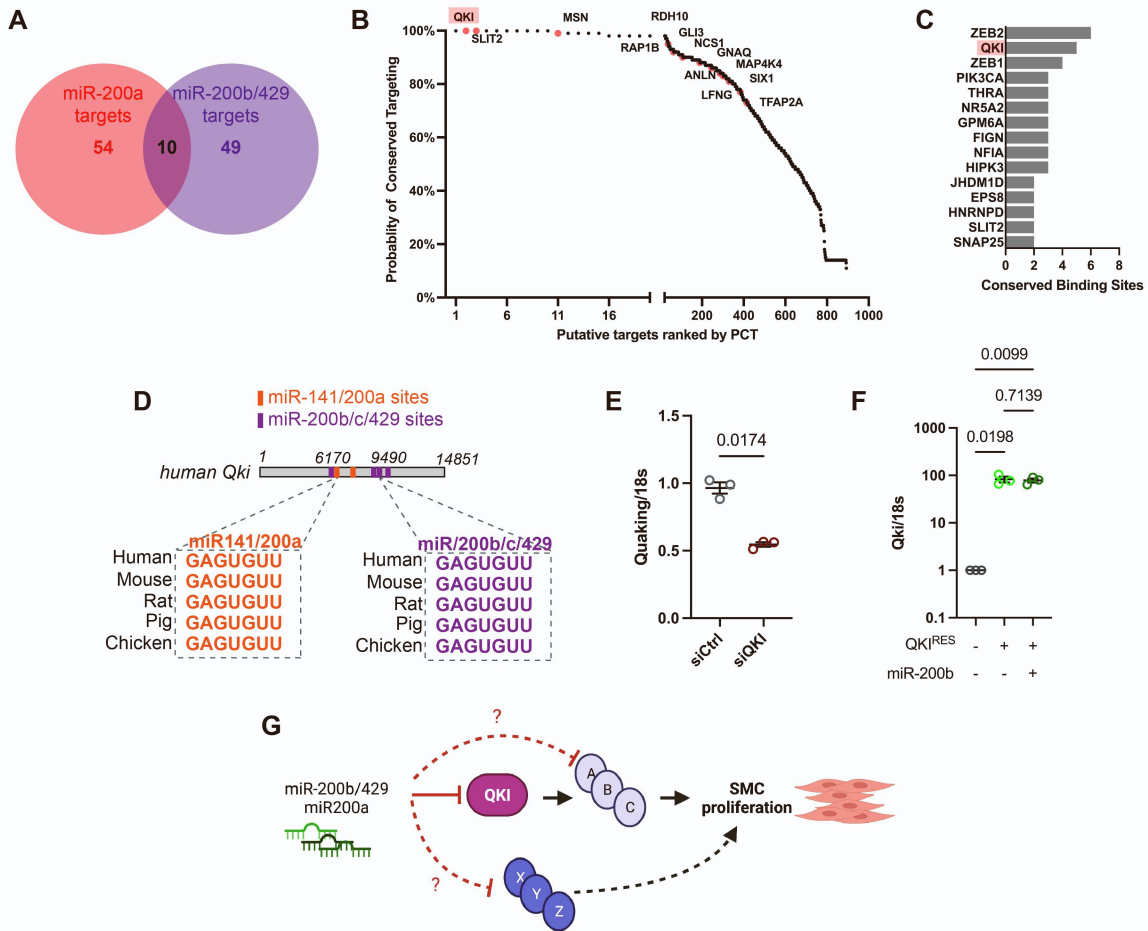 A
miR-200a
targets
54
10
miR-200b/429
targets
49
B
Probablity of Conserved Targeting
100%
80%
60%
40%
20%
0%
QKI
SLIT2
MSN
RAP1B
RDH10
GLI3
NCS1
GNAQ
MAP4K4
ANLN
SIX1
LFNG
TFAP2A
1 6 11 16 200 400 600 800 1000
Putative targets ranked by PCT
C
ZEB2
QKI
ZEB1
PIK3CA
THRA
NR5A2
GPM6A
FIGN
NFIA
HIPK3
JHDM1D
EPS8
HNRNPD
SLIT2
SNAP25
0 2 4 6 8
Conserved Binding Sites
D
miR-141/200a sites
miR-200b/c/429 sites
1 6170 9490 14851
human Qki
miR141/200a
Human GAGUGUU
Mouse GAGUGUU
Rat GAGUGUU
Pig GAGUGUU
Chicken GAGUGUU
miR/200b/c/429
Human GAGUGUU
Mouse GAGUGUU
Rat GAGUGUU
Pig GAGUGUU
Chicken GAGUGUU
E
Quaking/18s
1.5
1.0
0.5
0.0
0.0174
siCtrl
siQKI
F
0.0099
0.7139
0.0198
Qki/18s
1000
100
10
1
0.1
QKIRES - + +
miR-200b - - +
G
miR-200b/429
miR200a
?
QKI
A
B
C
SMC
proliferation
?
X
Y
Z